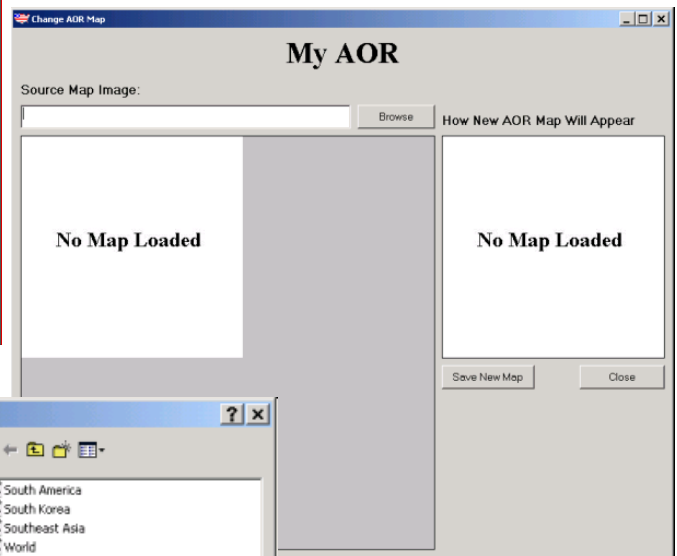 Change AOR Map
My AOR
Source Map Image:
Browse
How New AOR Map Will Appear
No Map Loaded
No Map Loaded
Save New Map
Close
South America
South Korea
Southeast Asia
World